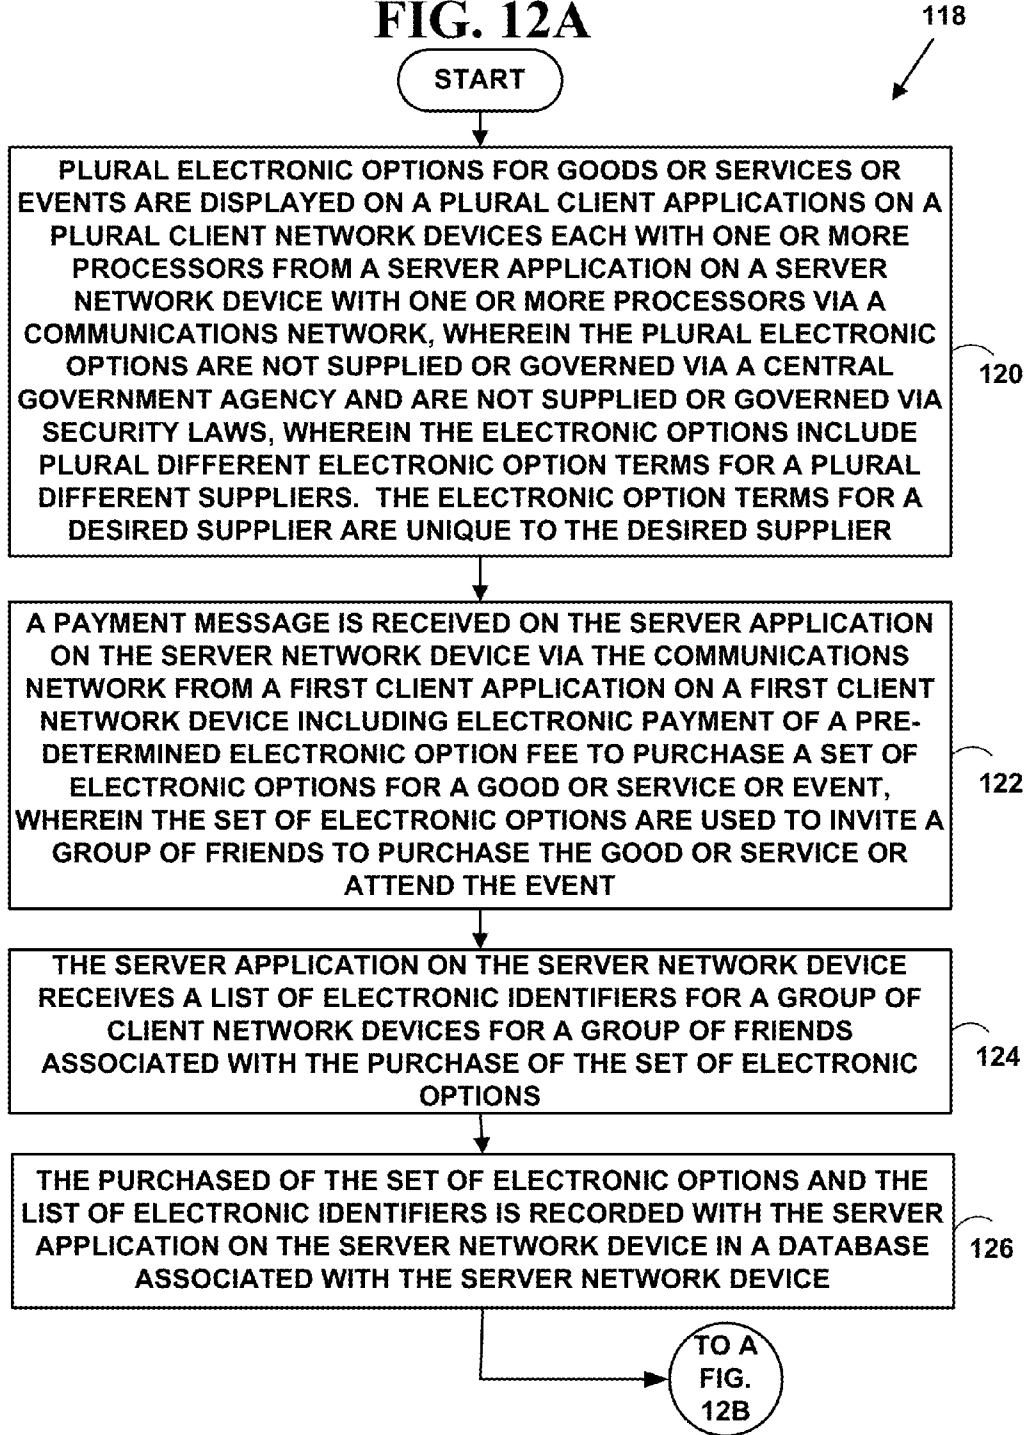 FIG. 12A
118
START
PLURAL ELECTRONIC OPTIONS FOR GOODS OR SERVICES OR
EVENTS ARE DISPLAYED ON A PLURAL CLIENT APPLICATIONS ON A
PLURAL CLIENT NETWORK DEVICES EACH WITH ONE OR MORE
PROCESSORS FROM A SERVER APPLICATION ON A SERVER
NETWORK DEVICE WITH ONE OR MORE PROCESSORS VIA A
COMMUNICATIONS NETWORK, WHEREIN THE PLURAL ELECTRONIC
OPTIONS ARE NOT SUPPLIED OR GOVERNED VIA A CENTRAL
GOVERNMENT AGENCY AND ARE NOT SUPPLIED OR GOVERNED VIA
SECURITY LAWS, WHEREIN THE ELECTRONIC OPTIONS INCLUDE
PLURAL DIFFERENT ELECTRONIC OPTION TERMS FOR A PLURAL
DIFFERENT SUPPLIERS. THE ELECTRONIC OPTION TERMS FOR A
DESIRED SUPPLIER ARE UNIQUE TO THE DESIRED SUPPLIER
120
A PAYMENT MESSAGE IS RECEIVED ON THE SERVER APPLICATION
ON THE SERVER NETWORK DEVICE VIA THE COMMUNICATIONS
NETWORK FROM A FIRST CLIENT APPLICATION ON A FIRST CLIENT
NETWORK DEVICE INCLUDING ELECTRONIC PAYMENT OF A PRE-
DETERMINED ELECTRONIC OPTION FEE TO PURCHASE A SET OF
ELECTRONIC OPTIONS FOR A GOOD OR SERVICE OR EVENT,
WHEREIN THE SET OF ELECTRONIC OPTIONS ARE USED TO INVITE A
GROUP OF FRIENDS TO PURCHASE THE GOOD OR SERVICE OR
ATTEND THE EVENT
122
THE SERVER APPLICATION ON THE SERVER NETWORK DEVICE
RECEIVES A LIST OF ELECTRONIC IDENTIFIERS FOR A GROUP OF
CLIENT NETWORK DEVICES FOR A GROUP OF FRIENDS
ASSOCIATED WITH THE PURCHASE OF THE SET OF ELECTRONIC
OPTIONS
124
THE PURCHASED OF THE SET OF ELECTRONIC OPTIONS AND THE
LIST OF ELECTRONIC IDENTIFIERS IS RECORDED WITH THE SERVER
APPLICATION ON THE SERVER NETWORK DEVICE IN A DATABASE
ASSOCIATED WITH THE SERVER NETWORK DEVICE
126
TO A
FIG.
12B